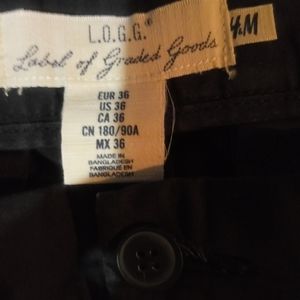 L.O.G.G.
Label of Graded Goods
H&M
EUR 36
US 36
CA 36
CN 180/90A
MX 36
MADE IN
BANGLADESH
FABRIQUÉ EN
BANGLADESH